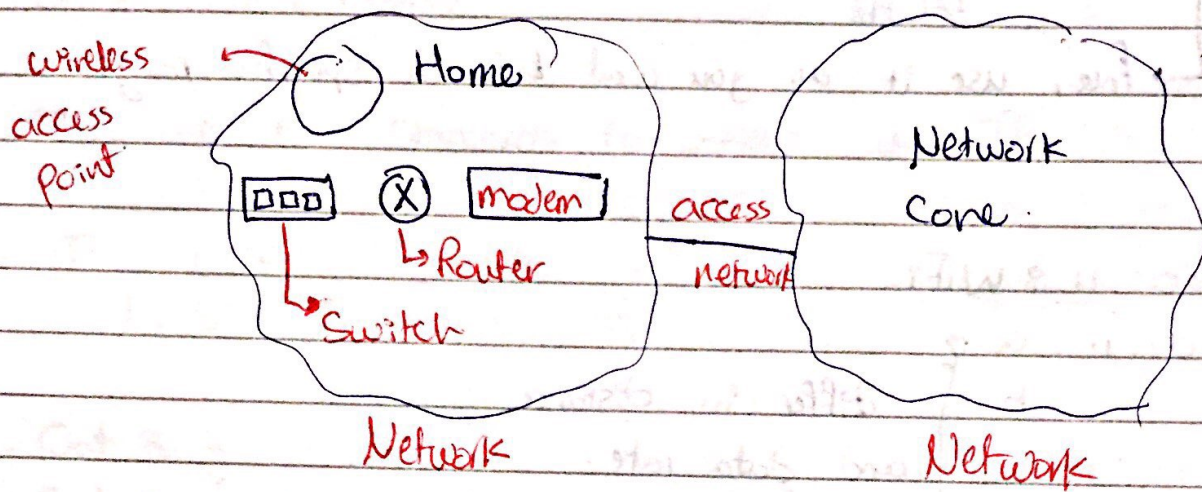 wireless
access
point
Home
Network
Core
modem
access
network
Router
Switch
Network
Network